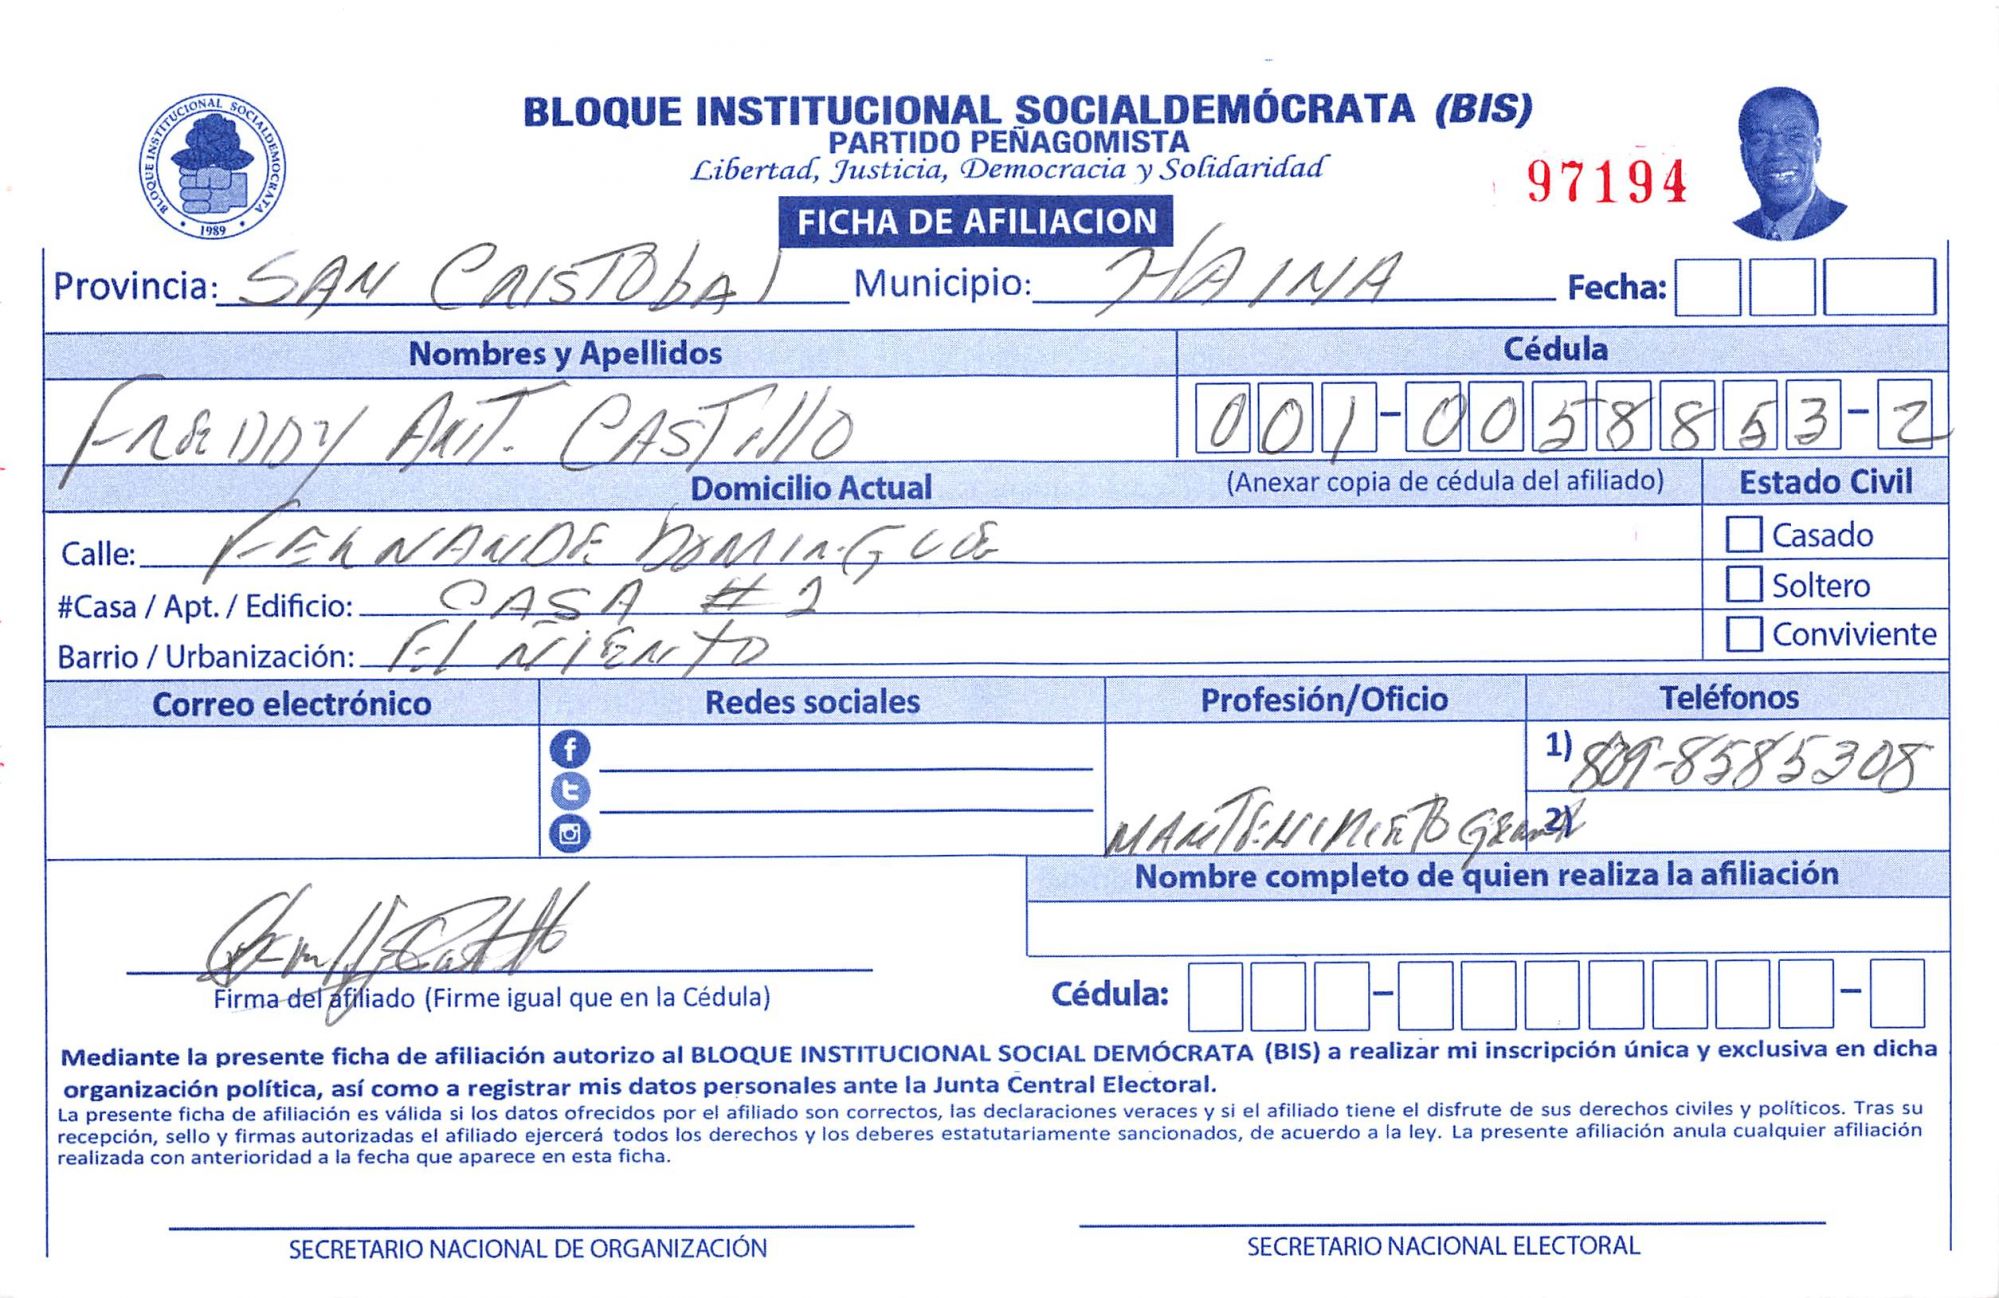 BLOQUE INSTITUCIONAL SOCIALDEMÓCRATA (BIS)
PARTIDO PEÑAGOMISTA
Libertad, Justicia, Democracia y Solidaridad
BLOQUE INSTITUCIONAL SOCIALDEMOCRATA
1989
97194
FICHA DE AFILIACION
Provincia: SAN CRISTObAl Municipio: HAINA Fecha:
Nombres y Apellidos Cédula
FREDDY ANT. CASTillo 001-0058853-2
Domicilio Actual (Anexar copia de cédula del afiliado) Estado Civil
Calle: FERNANDE DOMINGUE Casado
#Casa / Apt. / Edificio: CASA # 2 Soltero
Barrio / Urbanización: El Conviviente
Correo electrónico Redes sociales Profesión/Oficio Teléfonos
1) 809-8585308
MANTENIMIENTO 2)
Nombre completo de quien realiza la afiliación
Firma del afiliado (Firme igual que en la Cédula) Cédula:
Mediante la presente ficha de afiliación autorizo al BLOQUE INSTITUCIONAL SOCIAL DEMÓCRATA (BIS) a realizar mi inscripción única y exclusiva en dicha
organización política, así como a registrar mis datos personales ante la Junta Central Electoral.
La presente ficha de afiliación es válida si los datos ofrecidos por el afiliado son correctos, las declaraciones veraces y si el afiliado tiene el disfrute de sus derechos civiles y políticos. Tras su
recepción, sello y firmas autorizadas el afiliado ejercerá todos los derechos y los deberes estatutariamente sancionados, de acuerdo a la ley. La presente afiliación anula cualquier afiliación
realizada con anterioridad a la fecha que aparece en esta ficha.
SECRETARIO NACIONAL DE ORGANIZACIÓN SECRETARIO NACIONAL ELECTORAL